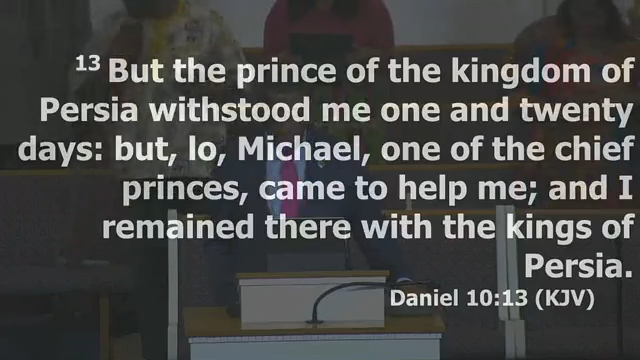 13 But the prince of the kingdom of
Persia withstood me one and twenty
days: but, lo, Michael, one of the chief
princes, came to help me; and I
remained there with the kings of
Persia.
Daniel 10:13 (KJV)